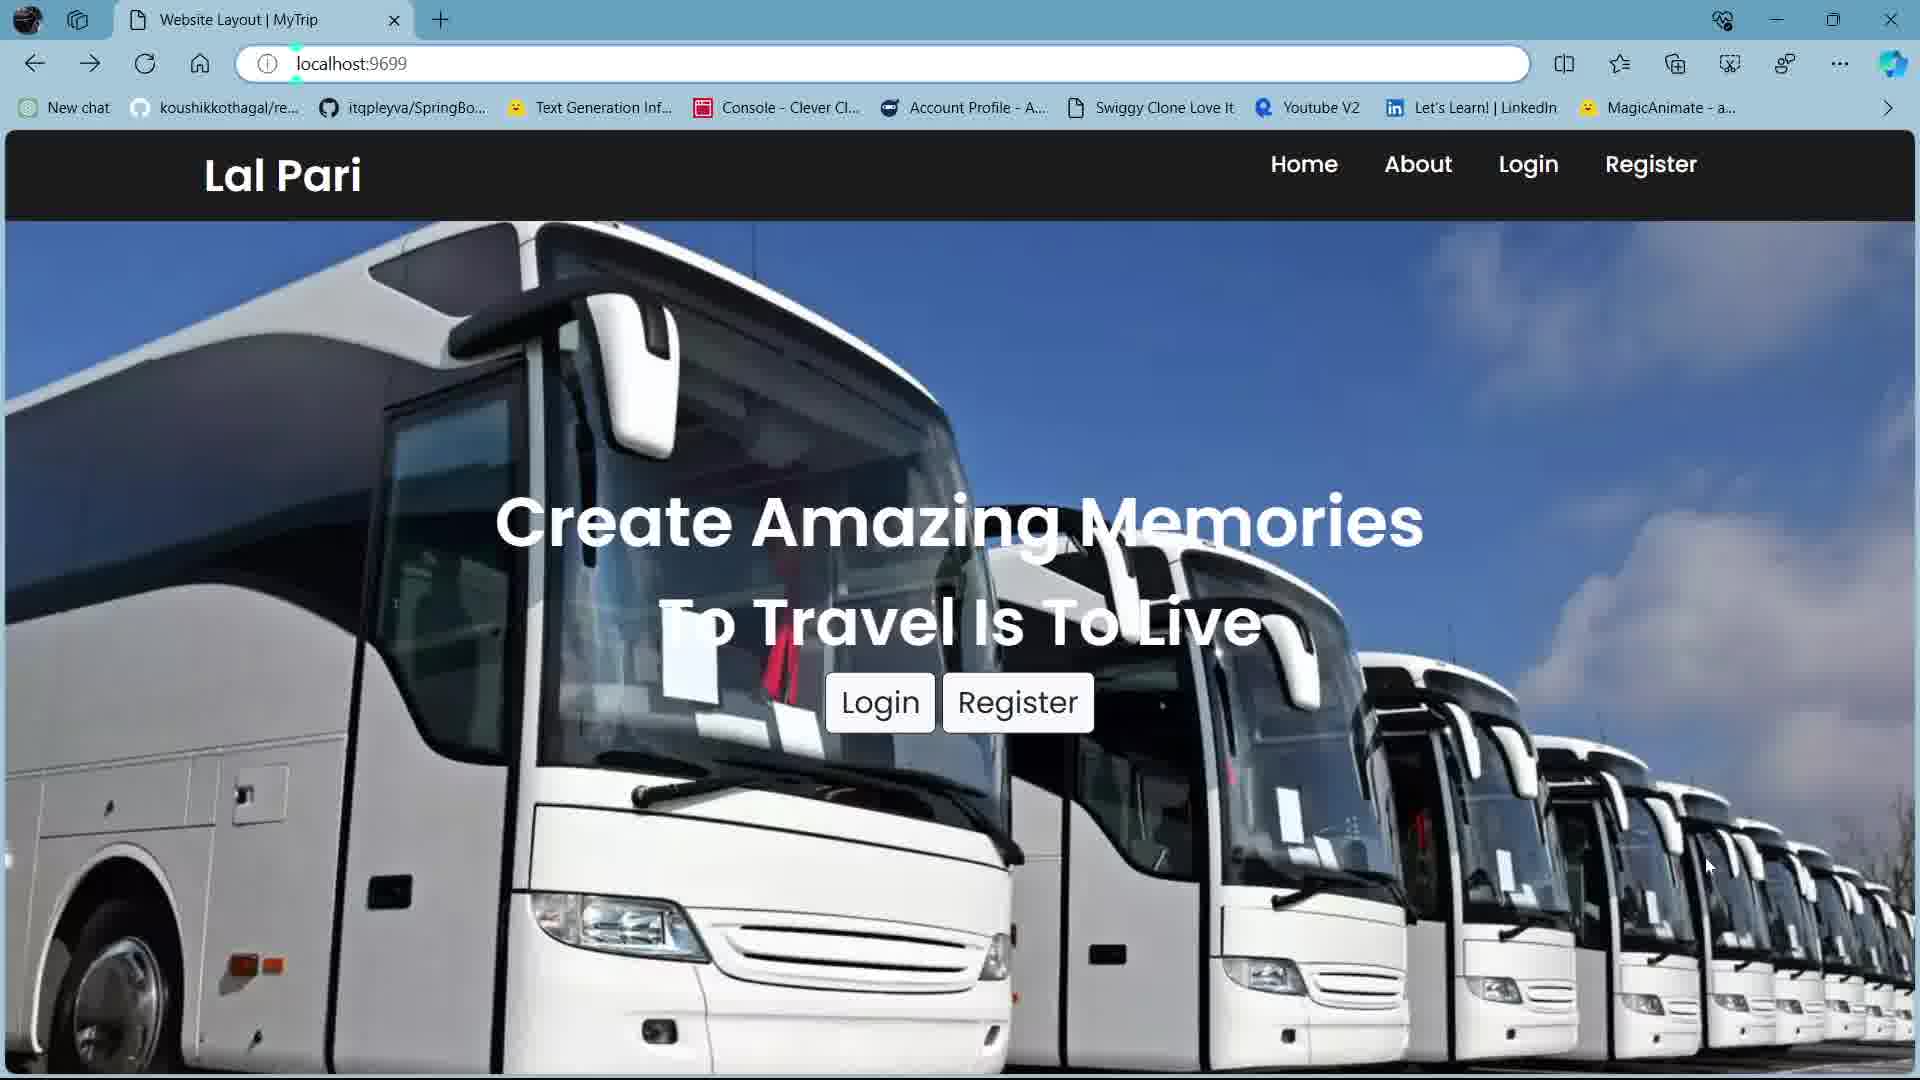 Website Layout | MyTrip
localhost:9699
New chat
koushikkothagal/re...
itqpleyva/SpringBo...
Text Generation Inf...
Console - Clever Cl...
Account Profile - A...
Swiggy Clone Love It
Youtube V2
Let's Learn! | LinkedIn
MagicAnimate - a...
Lal Pari
Home About Login Register
Create Amazing Memories
To Travel Is To Live
Login Register